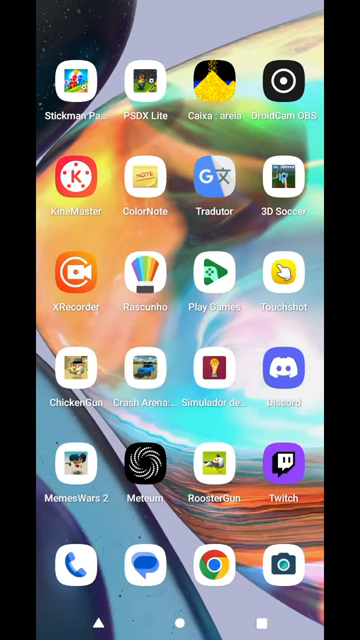 Stickman Pa... PSDX Lite Caixa : areia DroidCam OBS
KineMaster ColorNote Tradutor 3D Soccer
XRecorder Rascunho Play Games Touchshot
ChickenGun Crash Arena:... Simulador de... Discord
MemesWars 2 Meteum RoosterGun Twitch